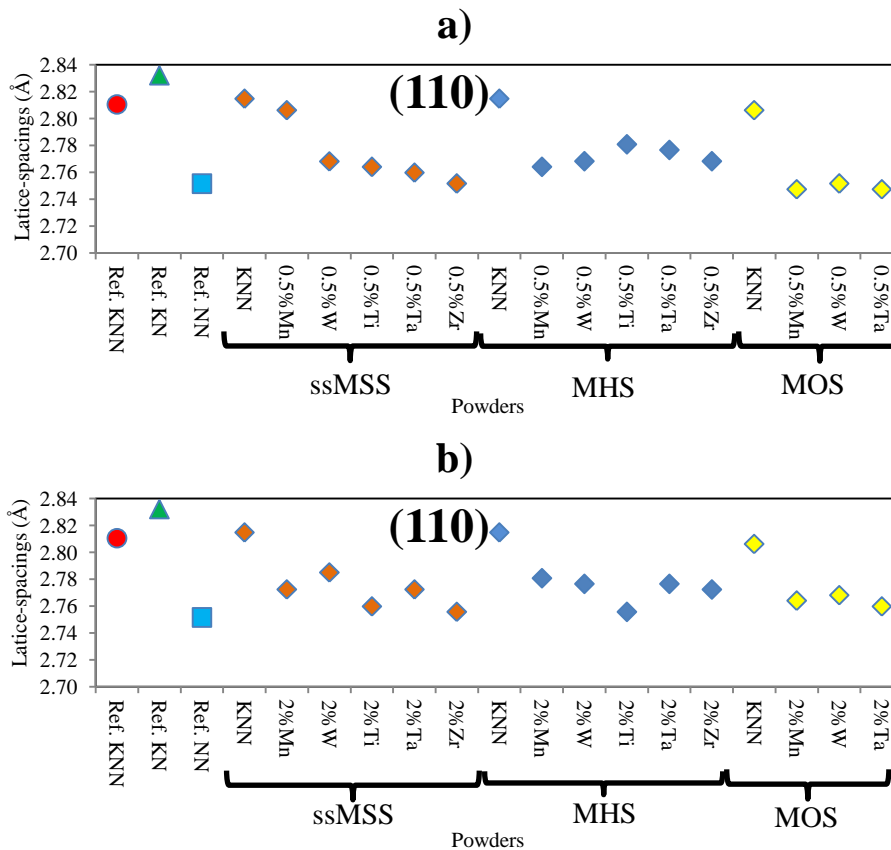 a)
2.84
2.82
2.80
2.78
2.76
2.74
2.72
2.70
Latice-spacings (Å)
(110)
Ref. KNN
Ref. KN
Ref. NN
KNN
0.5%Mn
0.5%W
0.5%Ti
0.5%Ta
0.5%Zr
KNN
0.5%Mn
0.5%W
0.5%Ti
0.5%Ta
0.5%Zr
KNN
0.5%Mn
0.5%W
0.5%Ta
ssMSS
MHS
MOS
Powders
b)
2.84
2.82
2.80
2.78
2.76
2.74
2.72
2.70
Latice-spacings (Å)
(110)
Ref. KNN
Ref. KN
Ref. NN
KNN
2%Mn
2%W
2%Ti
2%Ta
2%Zr
KNN
2%Mn
2%W
2%Ti
2%Ta
2%Zr
KNN
2%Mn
2%W
2%Ta
ssMSS
MHS
MOS
Powders